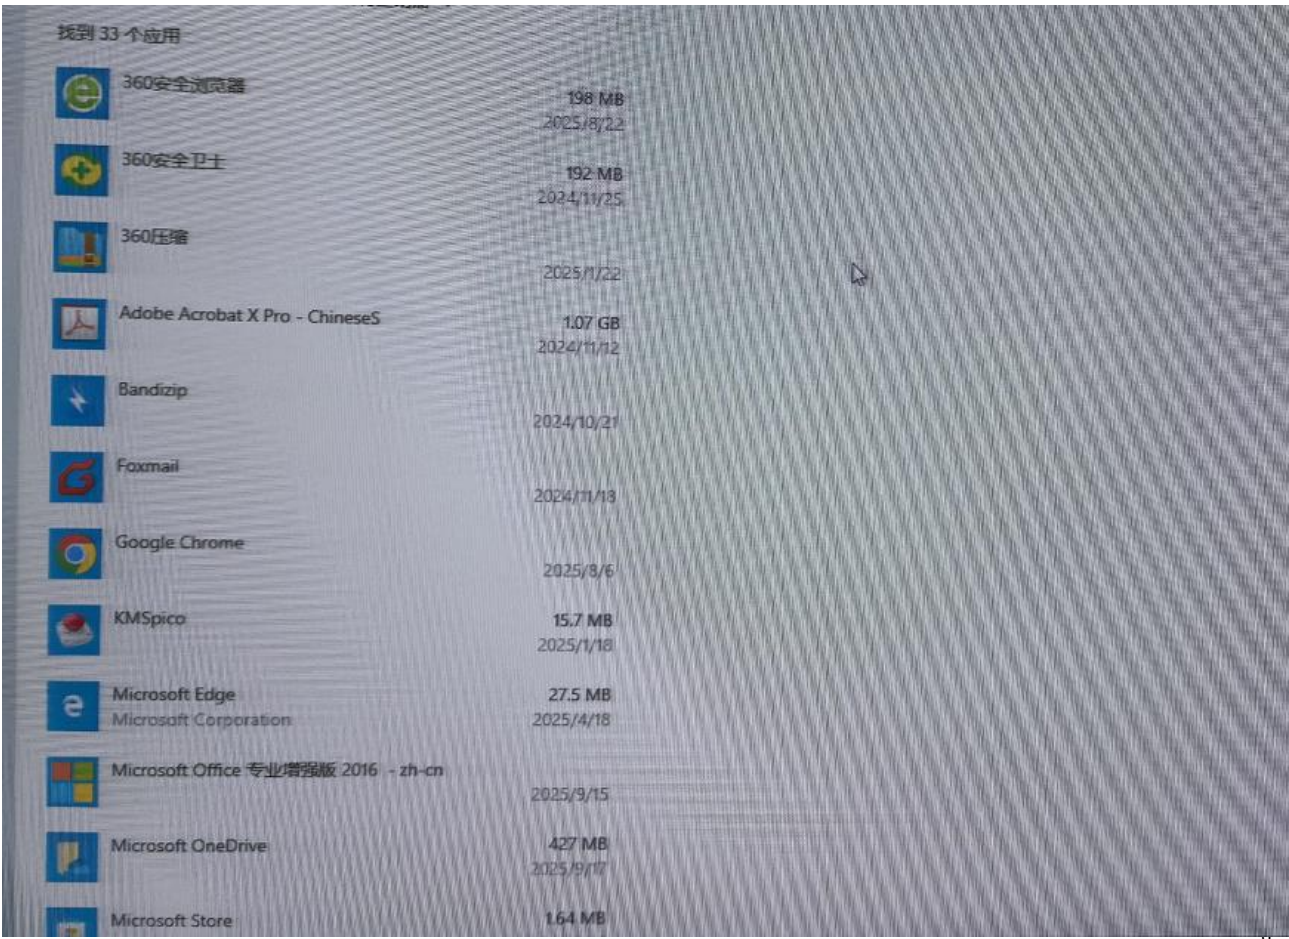 找到 33 个应用
360安全浏览器
198 MB
2025/8/22
360安全卫士
192 MB
2024/11/25
360压缩
2025/1/22
Adobe Acrobat X Pro - ChineseS
1.07 GB
2024/11/12
Bandizip
2024/10/21
Foxmail
2024/11/18
Google Chrome
2025/8/6
KMSpico
15.7 MB
2025/1/18
Microsoft Edge
27.5 MB
Microsoft Corporation
2025/4/18
Microsoft Office 专业增强版 2016 - zh-cn
2025/9/15
Microsoft OneDrive
427 MB
2025/9/17
Microsoft Store
1.64 MB